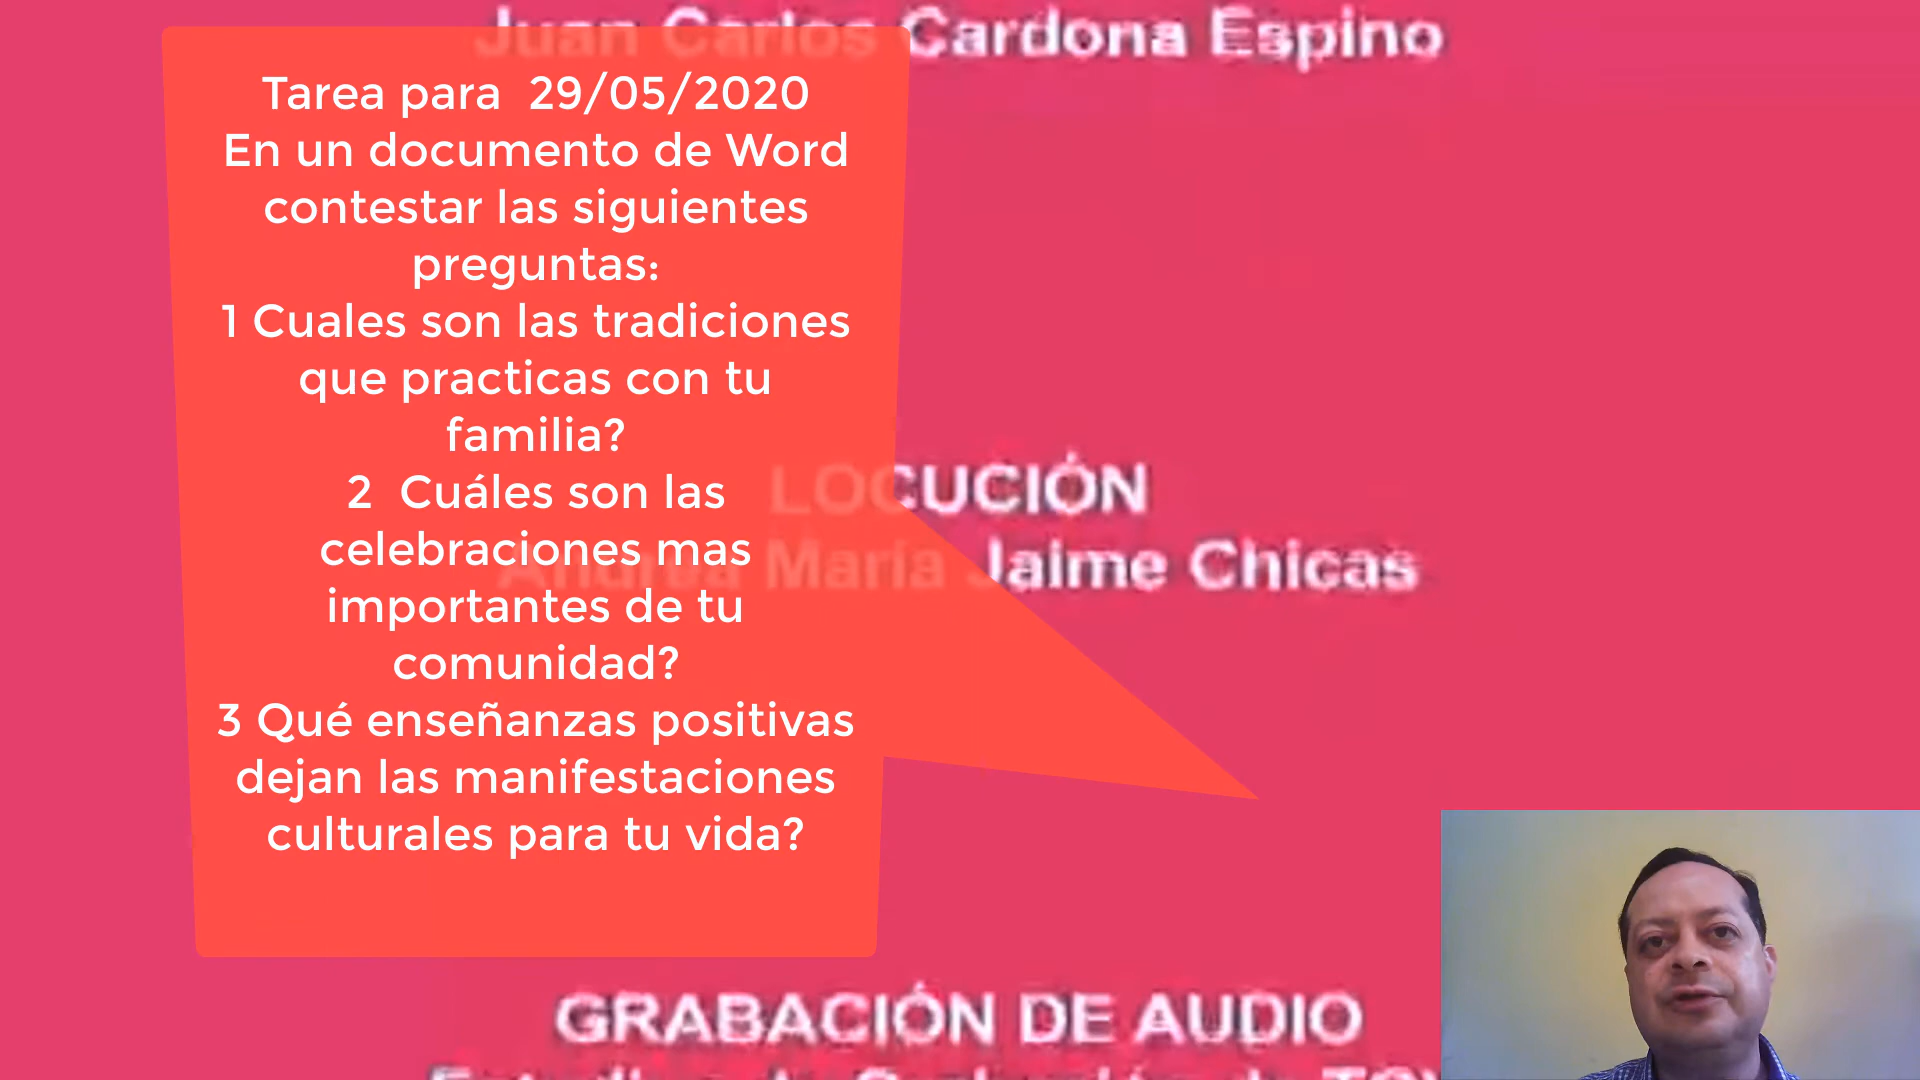 Juan Carlos Cardona Espino
Tarea para 29/05/2020
En un documento de Word
contestar las siguientes
preguntas:
1 Cuales son las tradiciones
que practicas con tu
familia?
2 Cuáles son las
celebraciones mas
importantes de tu
comunidad?
3 Qué enseñanzas positivas
dejan las manifestaciones
culturales para tu vida?
LOCUCIÓN
Andrea María Jaime Chicas
GRABACIÓN DE AUDIO